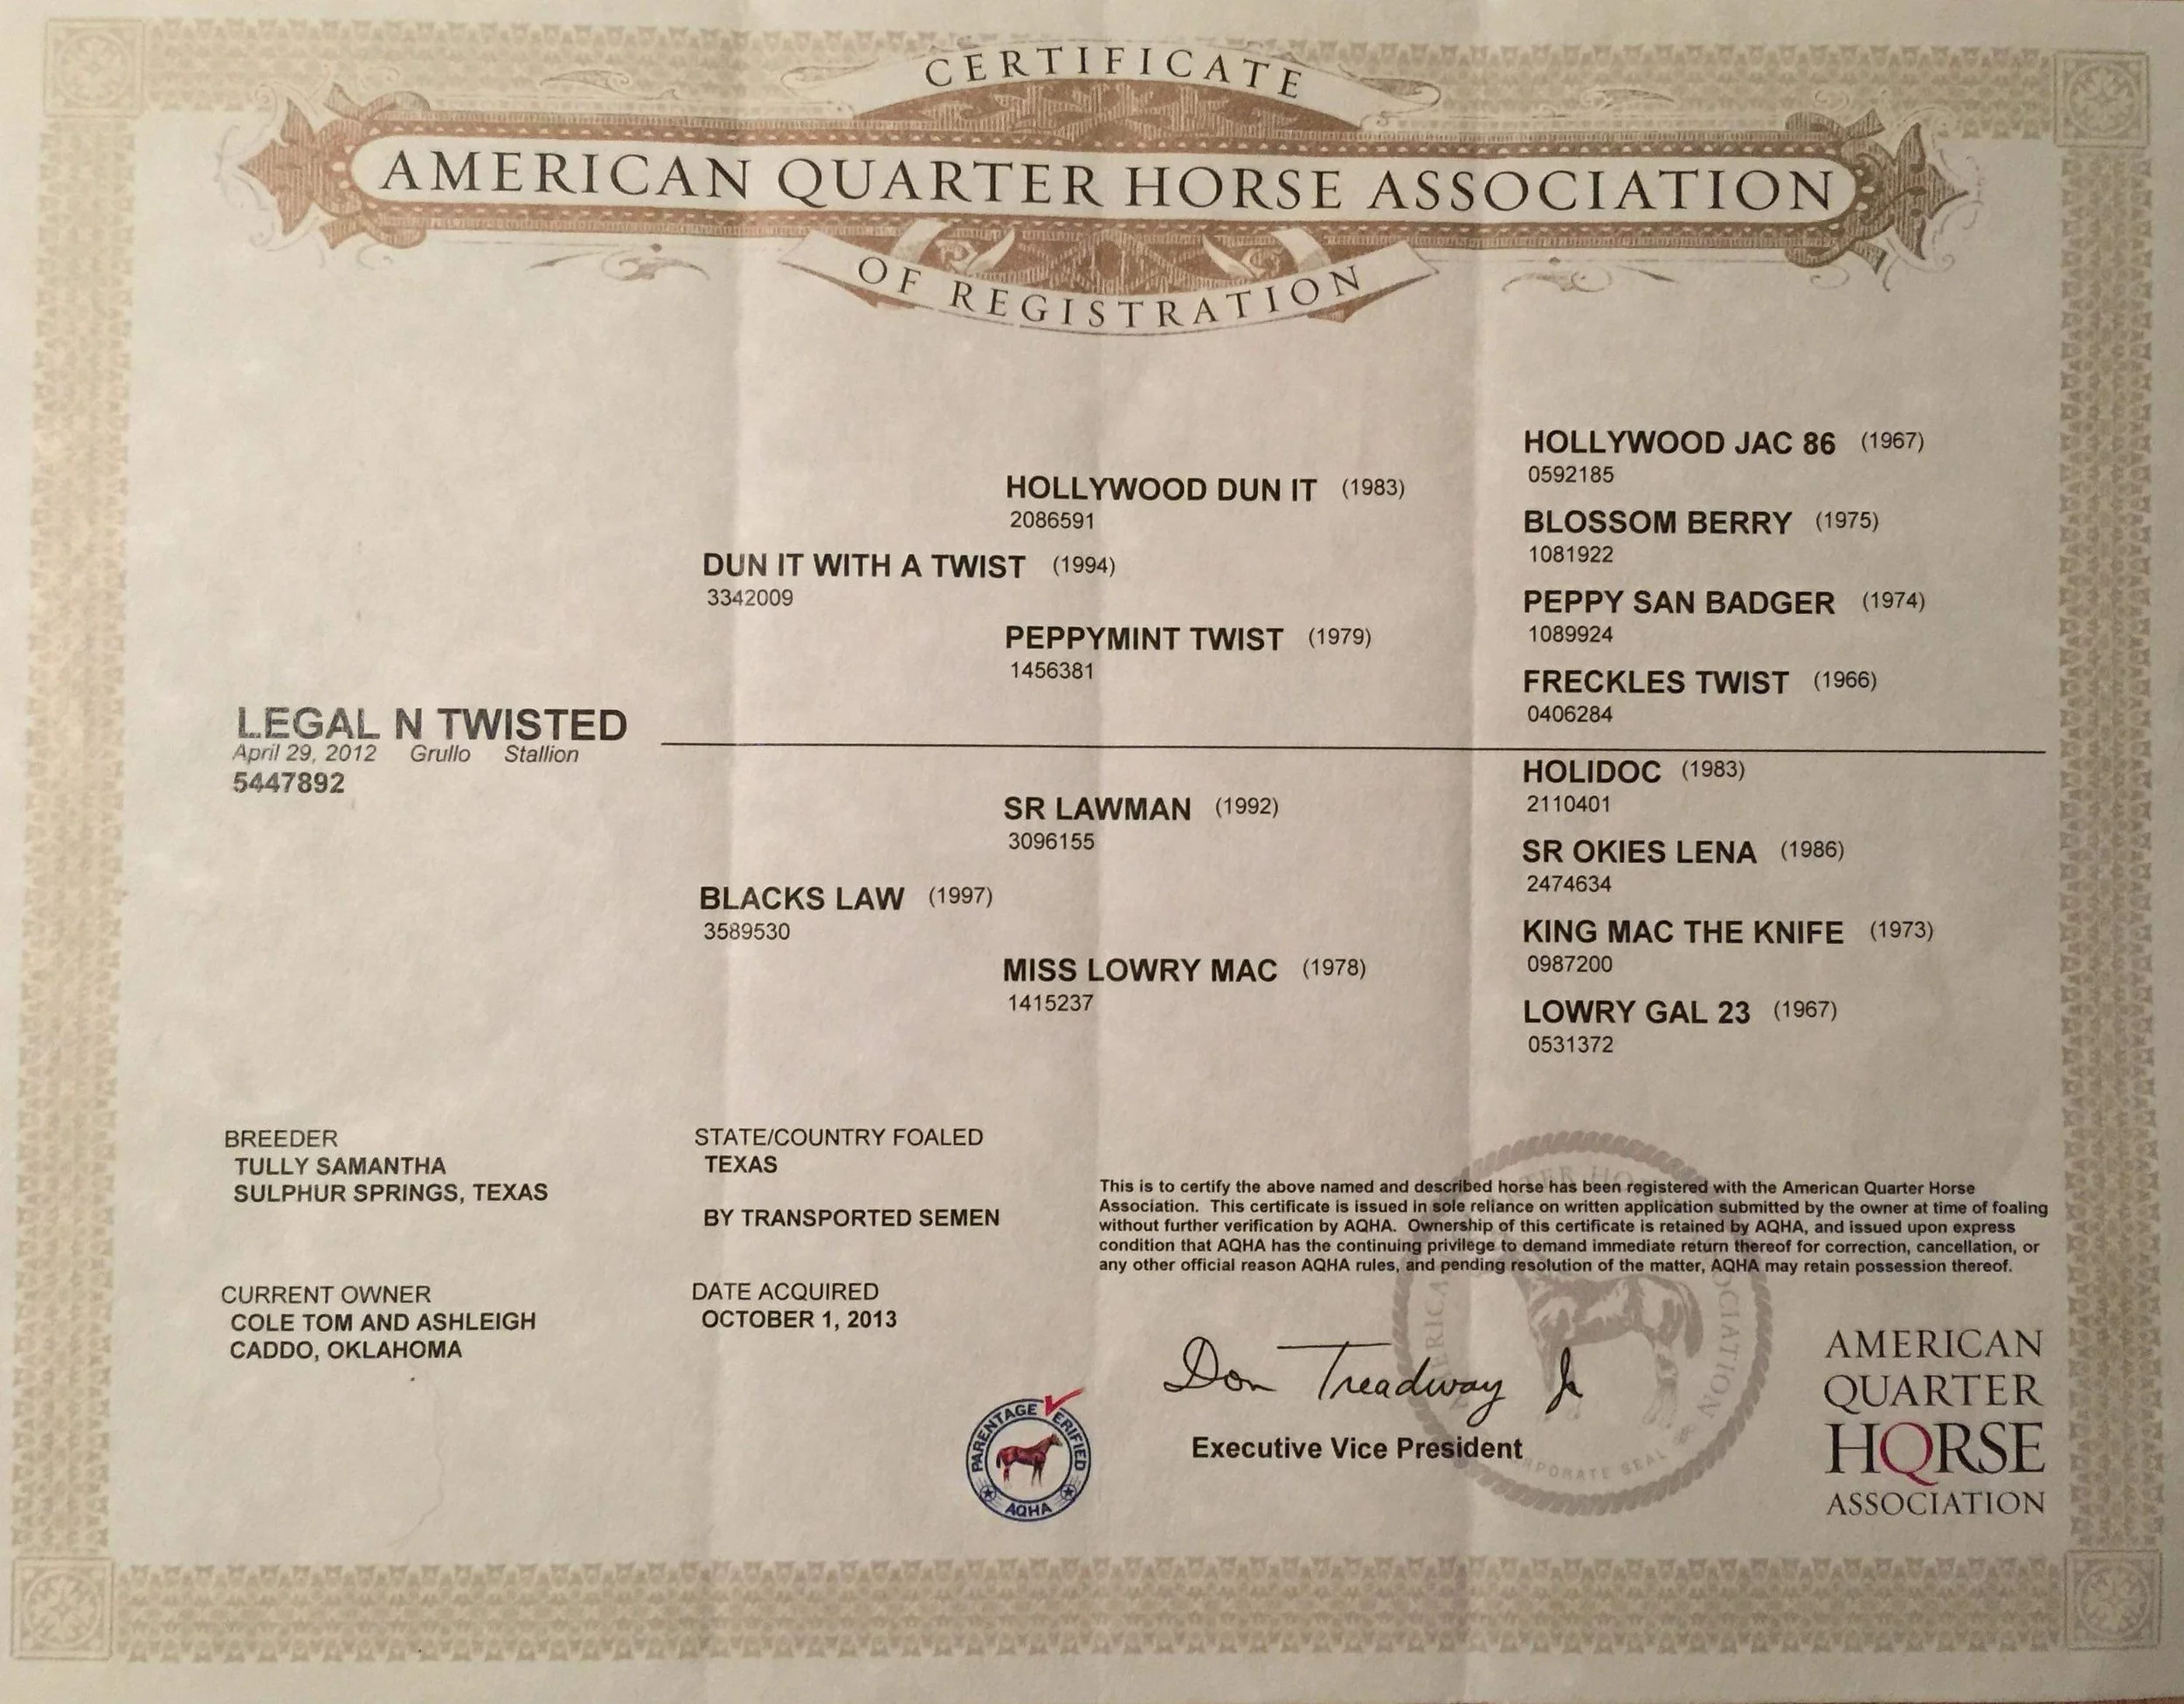 CERTIFICATE
AMERICAN QUARTER HORSE ASSOCIATION
OF REGISTRATION
HOLLYWOOD JAC 86 (1967)
0592185
HOLLYWOOD DUN IT (1983)
2086591
BLOSSOM BERRY (1975)
1081922
DUN IT WITH A TWIST (1994)
3342009
PEPPY SAN BADGER (1974)
1089924
PEPPYMINT TWIST (1979)
1456381
FRECKLES TWIST (1966)
0406284
LEGAL N TWISTED
April 29, 2012 Grullo Stallion
5447892
HOLIDOC (1983)
2110401
SR LAWMAN (1992)
3096155
SR OKIES LENA (1986)
2474634
BLACKS LAW (1997)
3589530
KING MAC THE KNIFE (1973)
0987200
MISS LOWRY MAC (1978)
1415237
LOWRY GAL 23 (1967)
0531372
BREEDER
TULLY SAMANTHA
SULPHUR SPRINGS, TEXAS
STATE/COUNTRY FOALED
TEXAS
BY TRANSPORTED SEMEN
CURRENT OWNER
COLE TOM AND ASHLEIGH
CADDO, OKLAHOMA
DATE ACQUIRED
OCTOBER 1, 2013
This is to certify the above named and described horse has been registered with the American Quarter Horse
Association. This certificate is issued in sole reliance on written application submitted by the owner at time of foaling
without further verification by AQHA. Ownership of this certificate is retained by AQHA, and issued upon express
condition that AQHA has the continuing privilege to demand immediate return thereof for correction, cancellation, or
any other official reason AQHA rules, and pending resolution of the matter, AQHA may retain possession thereof.
Don Treadway Jr
Executive Vice President
PARENTAGE VERIFIED
AQHA
AMERICAN
QUARTER
HORSE
ASSOCIATION